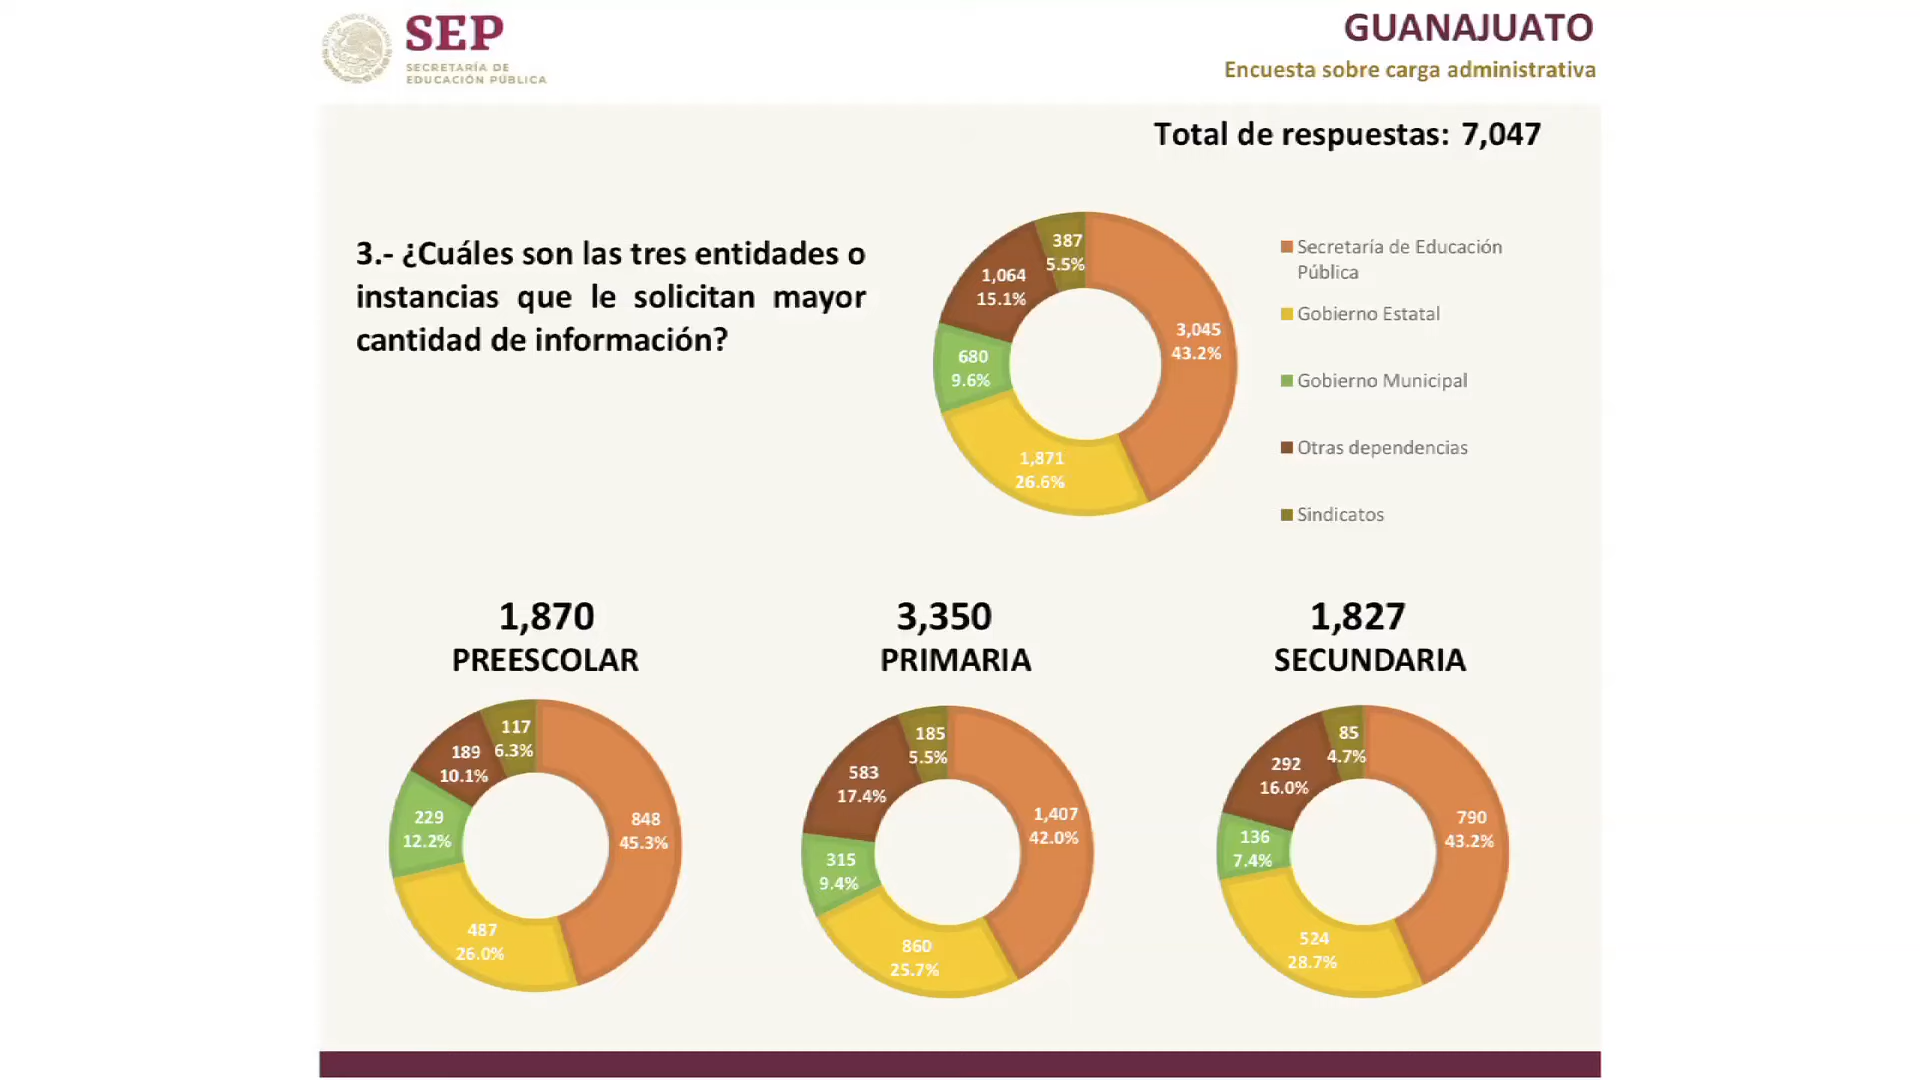 SEP
SECRETARÍA DE
EDUCACIÓN PÚBLICA
GUANAJUATO
Encuesta sobre carga administrativa
Total de respuestas: 7,047
3.- ¿Cuáles son las tres entidades o
instancias que le solicitan mayor
cantidad de información?
387
5.5%
1,064
15.1%
3,045
43.2%
680
9.6%
1,871
26.6%
Secretaría de Educación
Pública
Gobierno Estatal
Gobierno Municipal
Otras dependencias
Sindicatos
1,870
PREESCOLAR
117
6.3%
189
10.1%
848
45.3%
229
12.2%
487
26.0%
3,350
PRIMARIA
185
5.5%
583
17.4%
1,407
42.0%
315
9.4%
860
25.7%
1,827
SECUNDARIA
85
4.7%
292
16.0%
790
43.2%
136
7.4%
524
28.7%